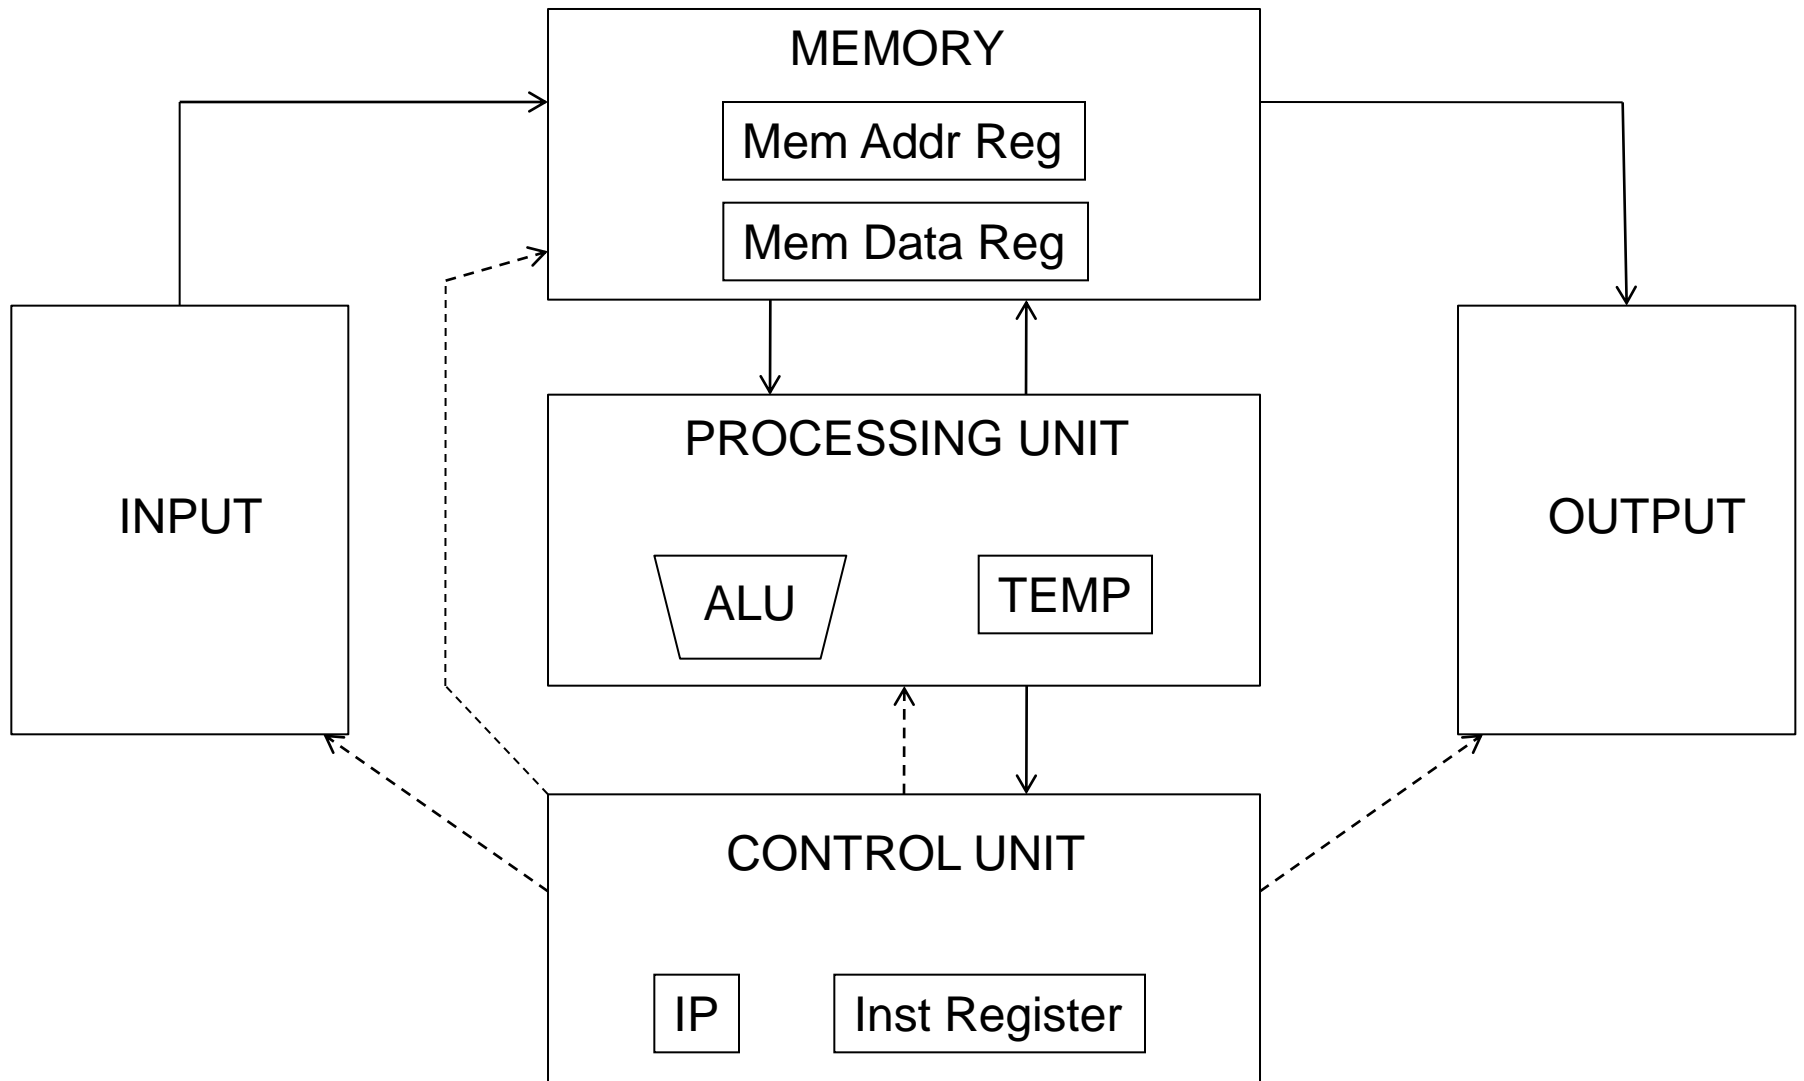 MEMORY
Mem Addr Reg
Mem Data Reg
INPUT
PROCESSING UNIT
ALU
TEMP
OUTPUT
CONTROL UNIT
IP
Inst Register